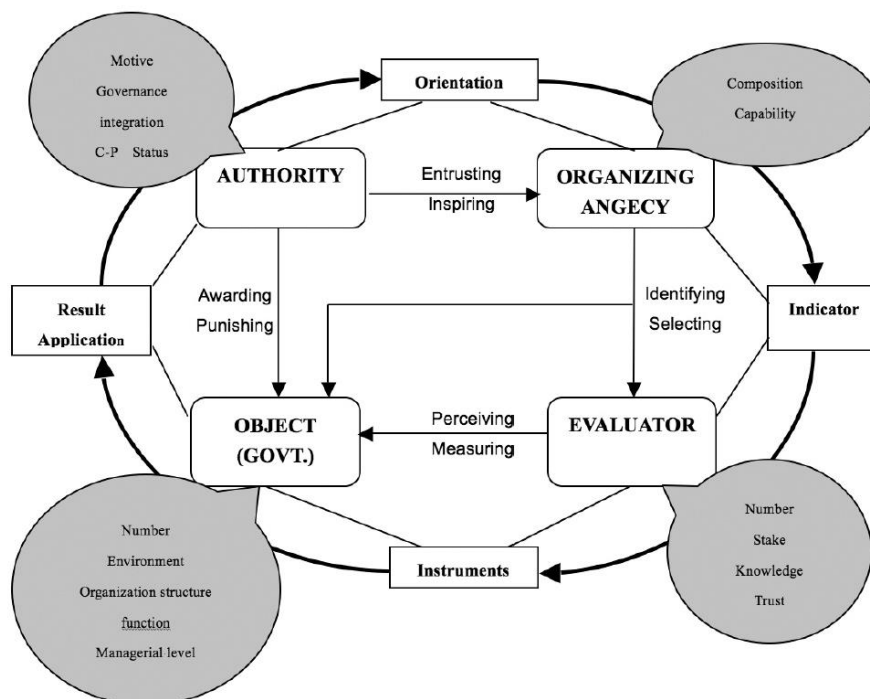 Motive
Governance
integration
C-P Status
Orientation
Composition
Capability
AUTHORITY
Entrusting
Inspiring
ORGANIZING
ANGECY
Result
Application
Awarding
Punishing
Identifying
Selecting
Indicator
OBJECT
(GOVT.)
Perceiving
Measuring
EVALUATOR
Number
Environment
Organization structure
function
Managerial level
Instruments
Number
Stake
Knowledge
Trust